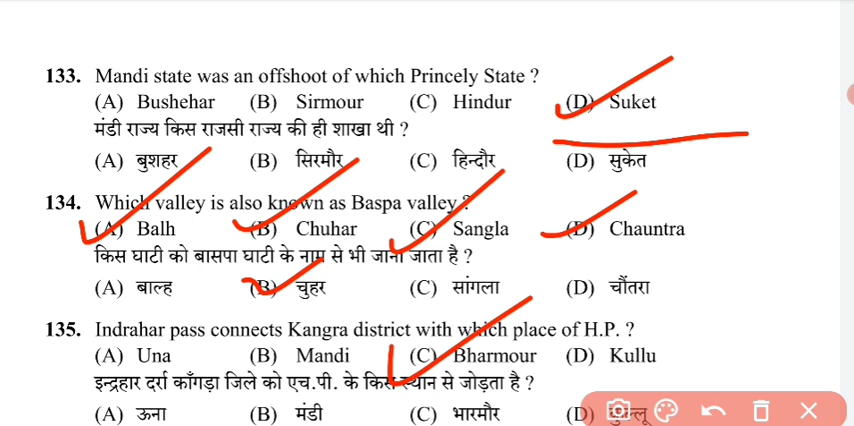 133. Mandi state was an offshoot of which Princely State ?
(A) Bushehar (B) Sirmour (C) Hindur (D) Suket
मंडी राज्य किस राजसी राज्य की ही शाखा थी ?
(A) बुशहर (B) सिरमौर (C) हिन्दौर (D) सुकेत
134. Which valley is also known as Baspa valley ?
(A) Balh (B) Chuhar (C) Sangla (D) Chauntra
किस घाटी को बासपा घाटी के नाम से भी जाना जाता है ?
(A) बाल्ह (B) चुहर (C) सांगला (D) चौंतरा
135. Indrahar pass connects Kangra district with which place of H.P. ?
(A) Una (B) Mandi (C) Bharmour (D) Kullu
इन्द्रहार दर्रा काँगड़ा जिले को एच.पी. के किस स्थान से जोड़ता है ?
(A) ऊना (B) मंडी (C) भारमौर (D)